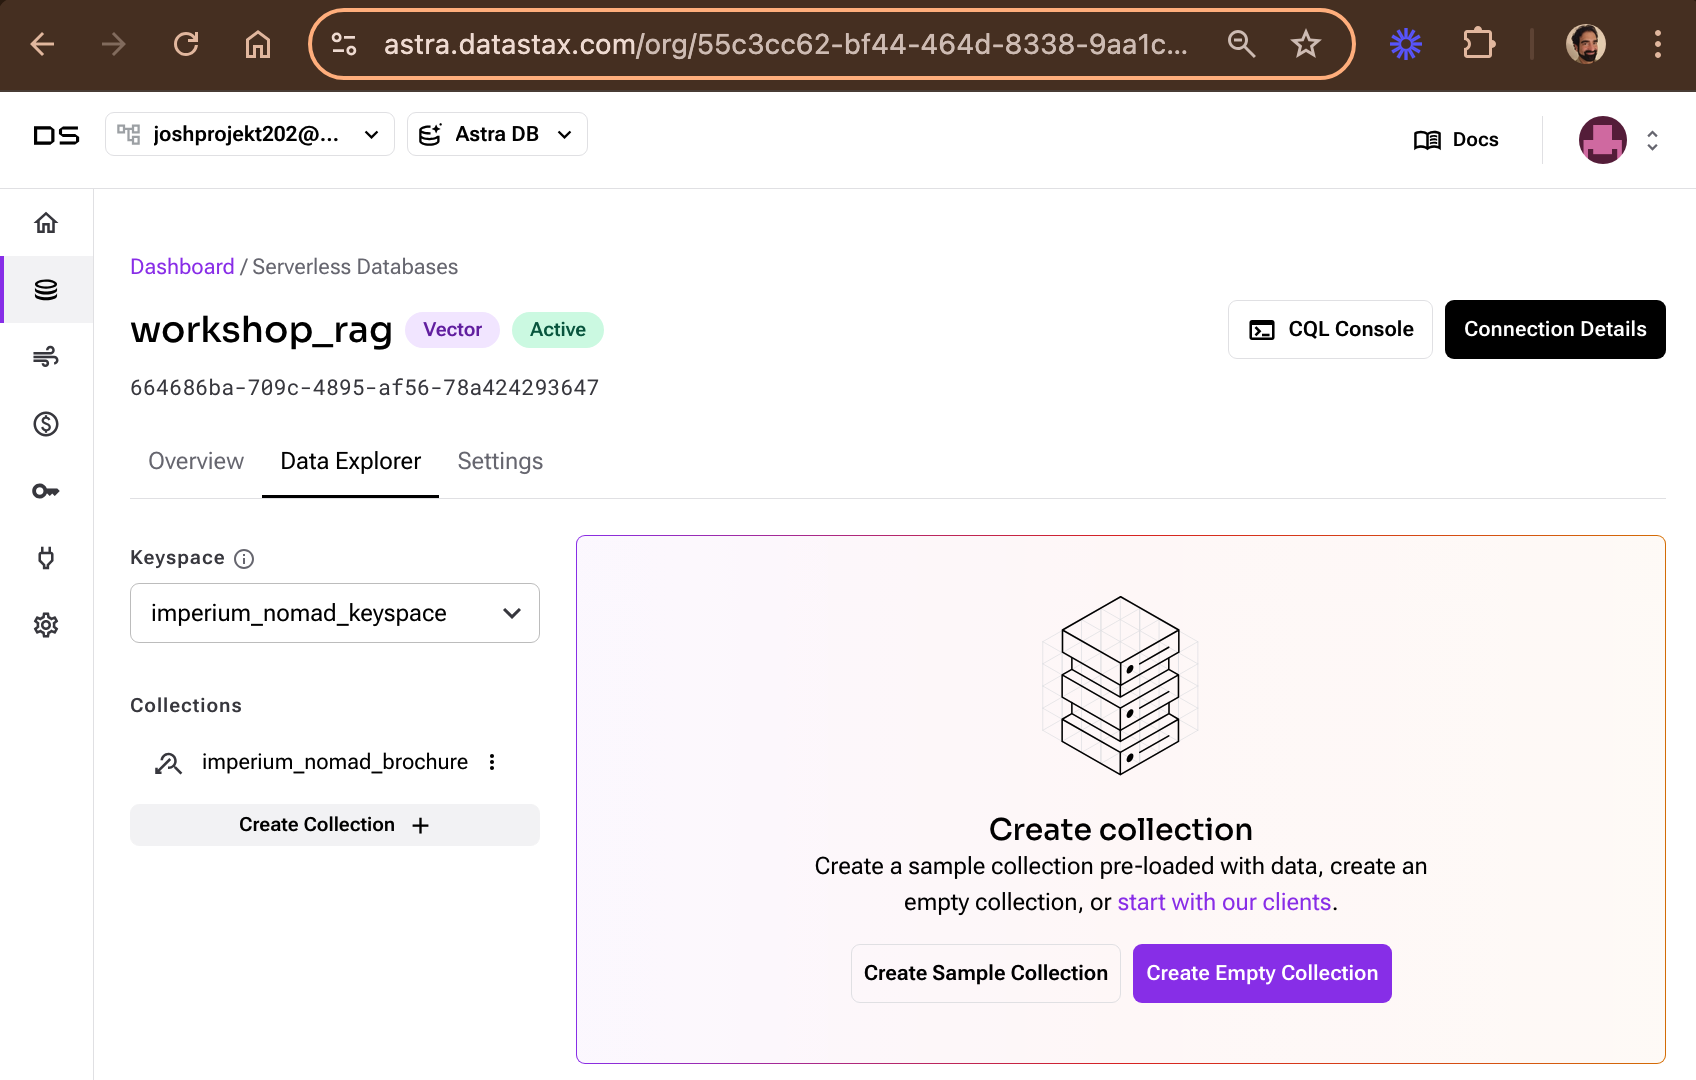 astra.datastax.com/org/55c3cc62-bf44-464d-8338-9aa1c...
DS
joshprojekt202@...
Astra DB
Docs
Dashboard / Serverless Databases
workshop_rag
Vector
Active
CQL Console
Connection Details
664686ba-709c-4895-af56-78a424293647
Overview
Data Explorer
Settings
Keyspace
imperium_nomad_keyspace
Collections
imperium_nomad_brochure
Create Collection +
Create collection
Create a sample collection pre-loaded with data, create an
empty collection, or start with our clients.
Create Sample Collection
Create Empty Collection